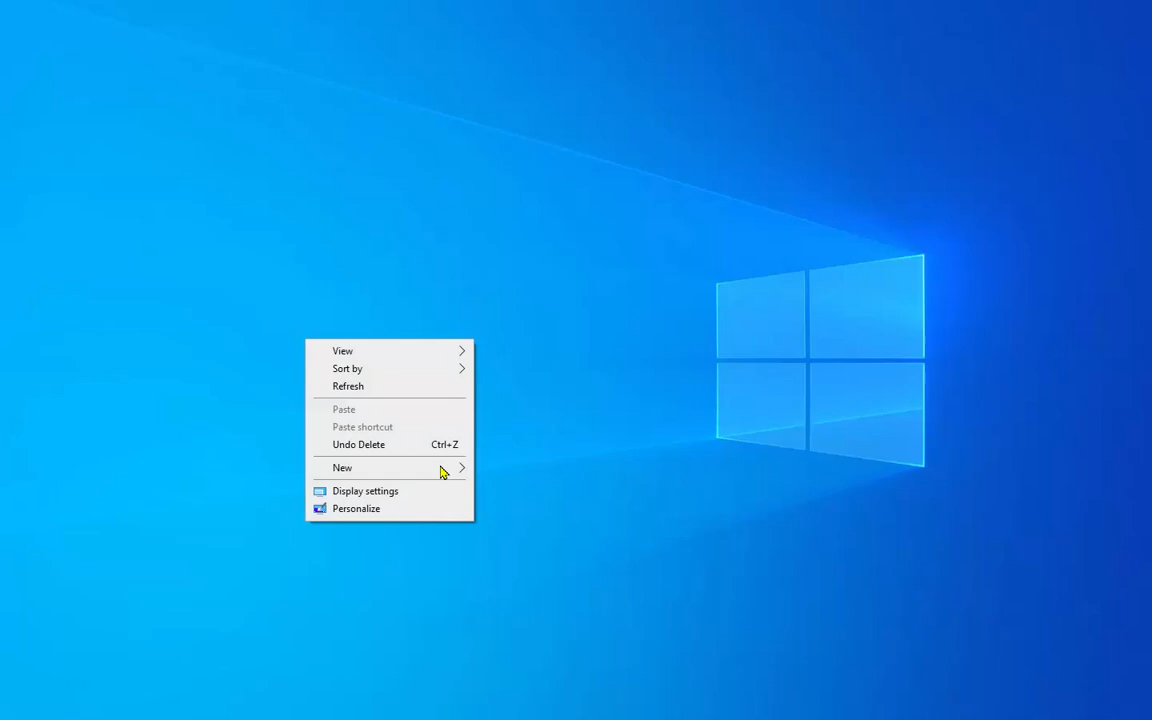 View
Sort by
Refresh
Paste
Paste shortcut
Undo Delete Ctrl+Z
New
Display settings
Personalize